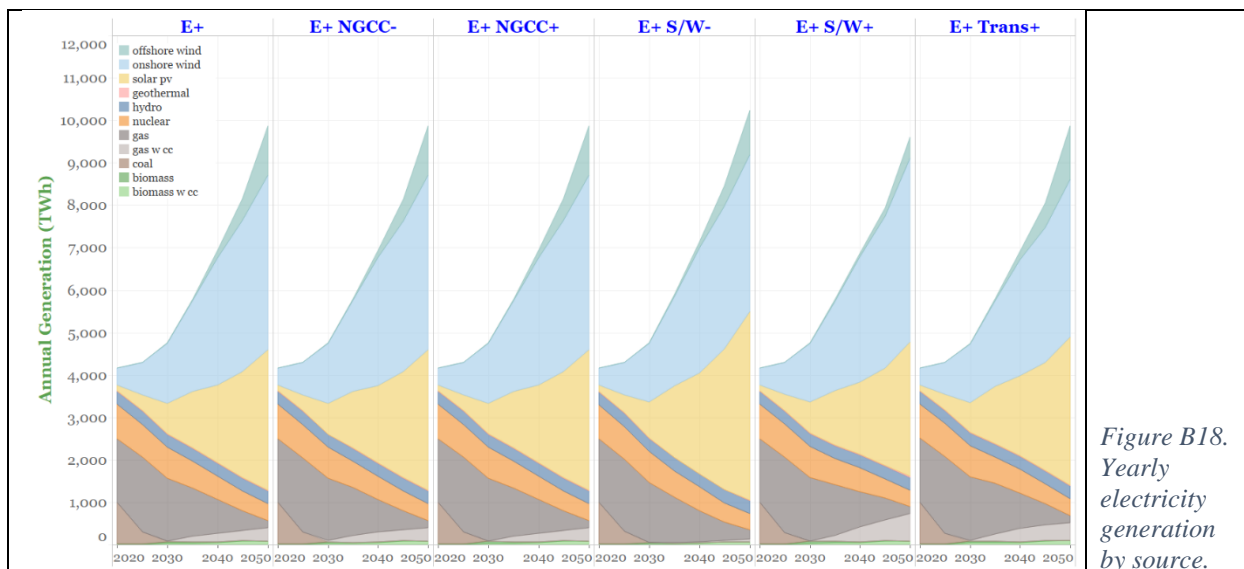 E+ E+ NGCC- E+ NGCC+ E+ S/W- E+ S/W+ E+ Trans+
Annual Generation (TWh)
12,000
11,000
10,000
9,000
8,000
7,000
6,000
5,000
4,000
3,000
2,000
1,000
0
offshore wind
onshore wind
solar pv
geothermal
hydro
nuclear
gas
gas w cc
coal
biomass
biomass w cc
2020 2030 2040 2050 2020 2030 2040 2050 2020 2030 2040 2050 2020 2030 2040 2050 2020 2030 2040 2050 2020 2030 2040 2050
Figure B18.
Yearly
electricity
generation
by source.